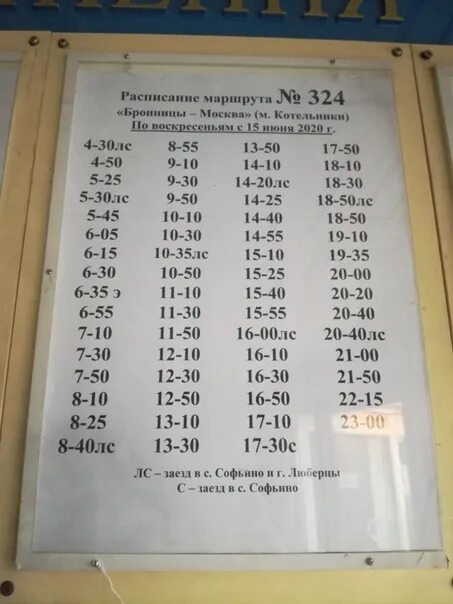 Расписание маршрута № 324
«Бронницы – Москва» (м. Котельники)
По воскресеньям с 15 июня 2020 г.
4-30лс 8-55 13-50 17-50
4-50 9-10 14-10 18-10
5-25 9-30 14-20лс 18-30
5-30лс 9-50 14-25 18-50лс
5-45 10-10 14-40 18-50
6-05 10-30 14-55 19-10
6-15 10-35лс 15-10 19-35
6-30 10-50 15-25 20-00
6-35 э 11-10 15-40 20-20
6-55 11-30 15-55 20-40
7-10 11-50 16-00лс 20-40лс
7-30 12-10 16-10 21-00
7-50 12-30 16-30 21-50
8-10 12-50 16-50 22-15
8-25 13-10 17-10 23-00
8-40лс 13-30 17-30с
ЛС – заезд в с. Софьино и г. Люберцы
С – заезд в с. Софьино